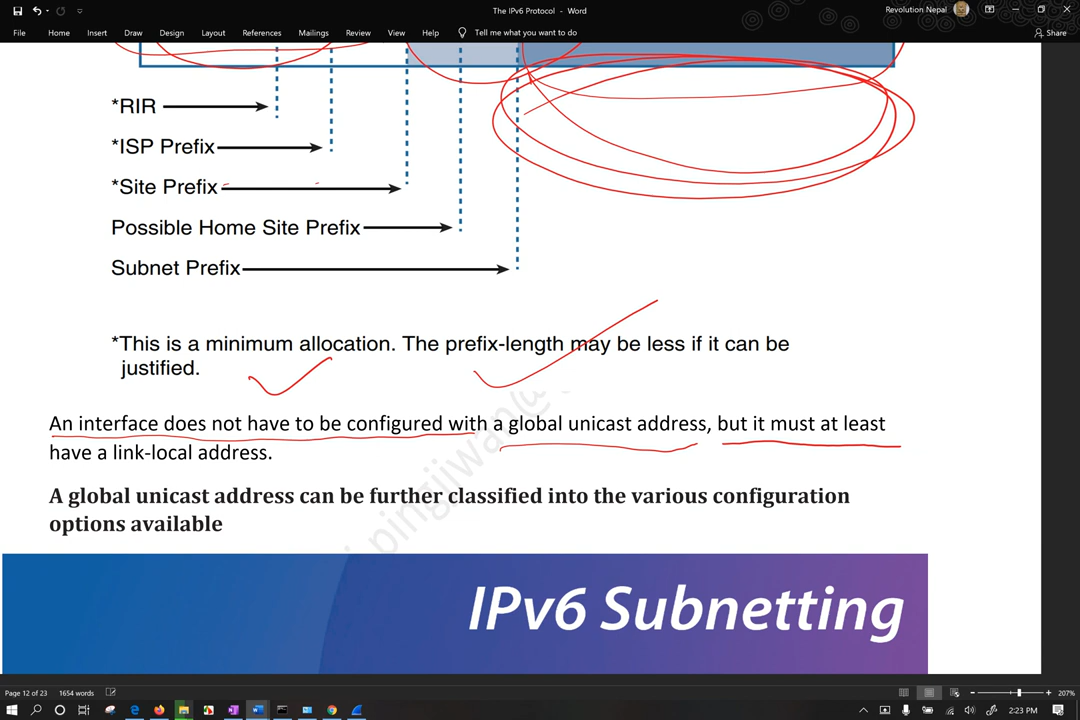 The IPv6 Protocol - Word
Revolution Nepal
File Home Insert Draw Design Layout References Mailings Review View Help Tell me what you want to do Share
*RIR
*ISP Prefix
*Site Prefix
Possible Home Site Prefix
Subnet Prefix
*This is a minimum allocation. The prefix-length may be less if it can be
justified.
An interface does not have to be configured with a global unicast address, but it must at least
have a link-local address.
pingjiwan@
A global unicast address can be further classified into the various configuration
options available
IPv6 Subnetting
Page 12 of 23 1654 words 207%
2:23 PM